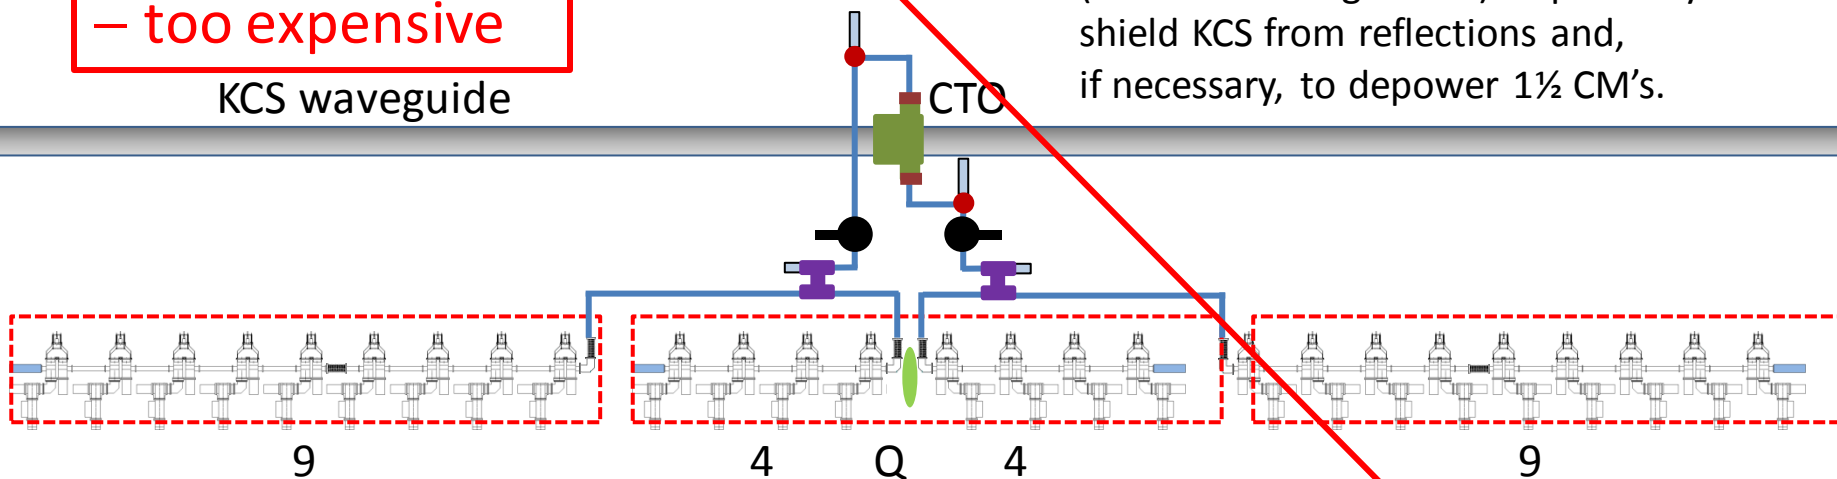 – too expensive
shield KCS from reflections and,
if necessary, to depower 1½ CM's.
KCS waveguide
CTO
9 4 Q 4 9